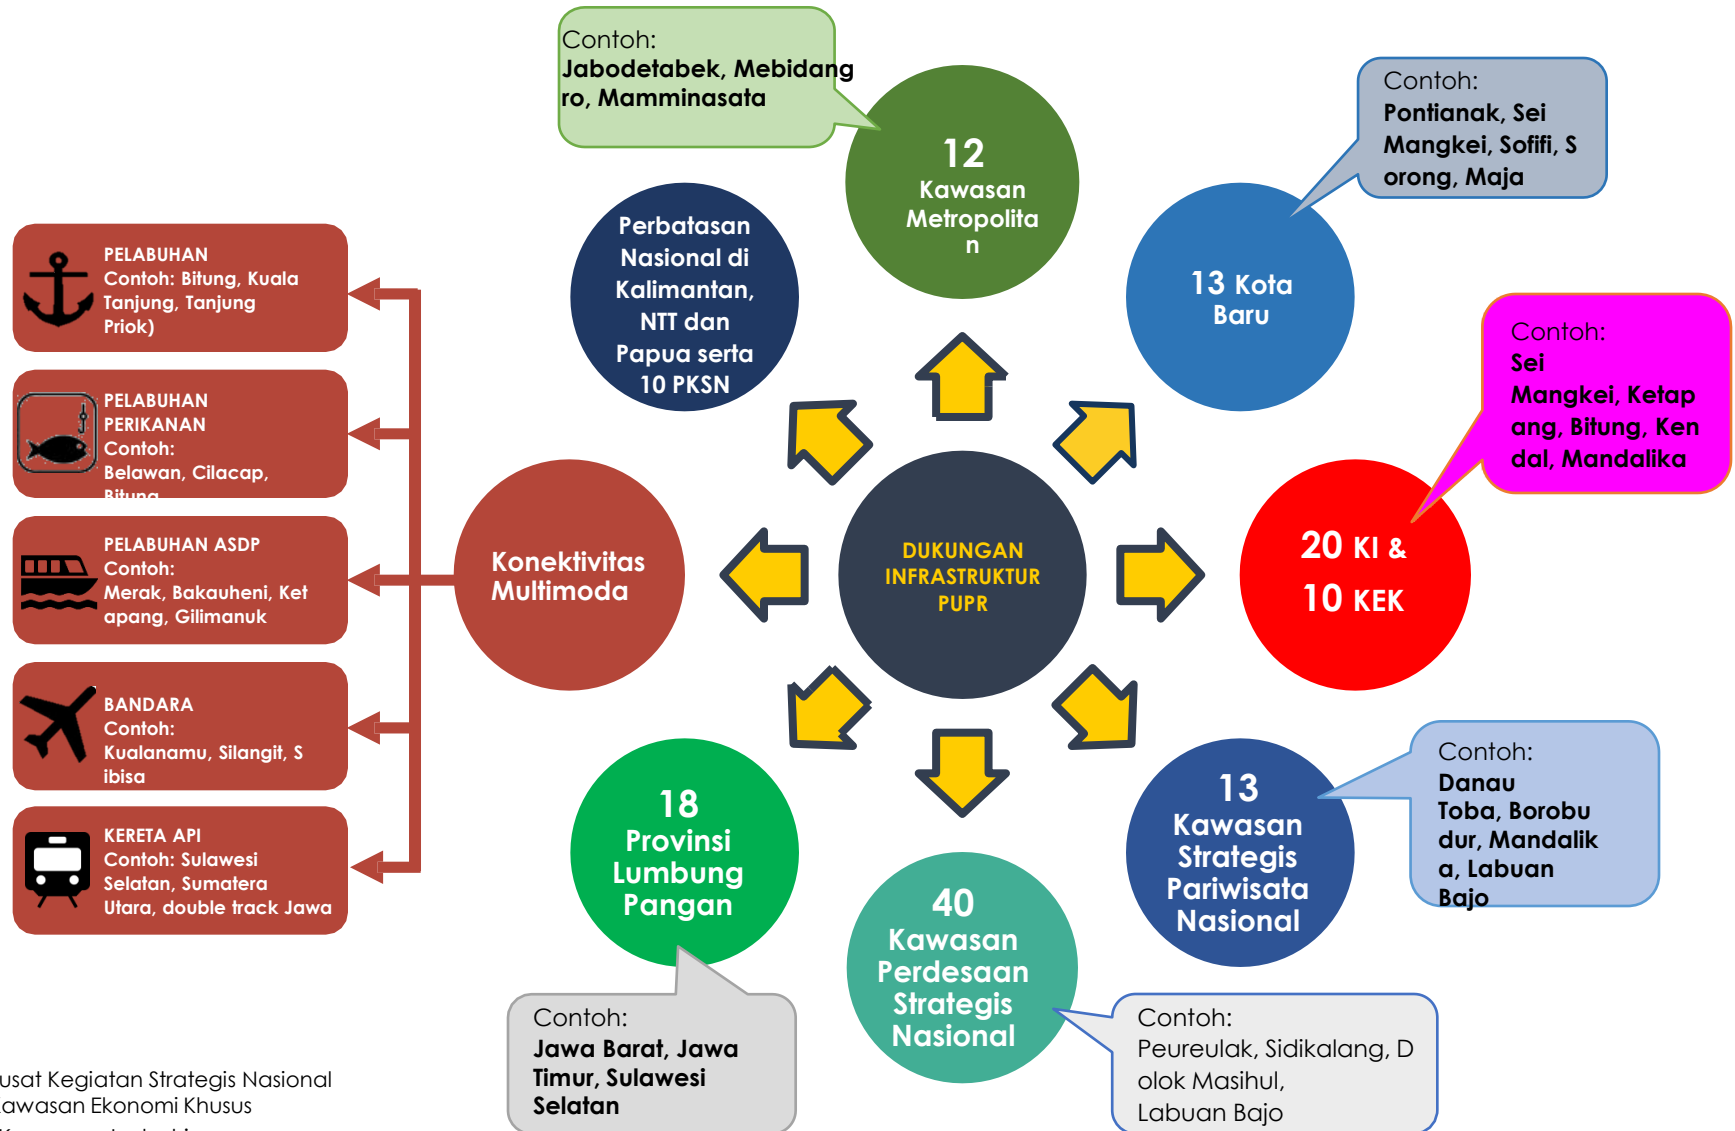 Contoh:
Jabodetabek, Mebidang
ro, Mamminasata
12
Kawasan
Metropolita
n
Contoh:
Pontianak, Sei
Mangkei, Sofifi, S
orong, Maja
13 Kota
Baru
Perbatasan
Nasional di
Kalimantan,
NTT dan
Papua serta
10 PKSN
Contoh:
Sei
Mangkei, Ketap
ang, Bitung, Ken
dal, Mandalika
20 KI &
10 KEK
DUKUNGAN
INFRASTRUKTUR
PUPR
Konektivitas
Multimoda
PELABUHAN
Contoh: Bitung, Kuala
Tanjung, Tanjung
Priok)
PELABUHAN
PERIKANAN
Contoh:
Belawan, Cilacap,
Bitung
PELABUHAN ASDP
Contoh:
Merak, Bakauheni, Ket
apang, Gilimanuk
BANDARA
Contoh:
Kualanamu, Silangit, S
ibisa
KERETA API
Contoh: Sulawesi
Selatan, Sumatera
Utara, double track Jawa
18
Provinsi
Lumbung
Pangan
Contoh:
Jawa Barat, Jawa
Timur, Sulawesi
Selatan
40
Kawasan
Perdesaan
Strategis
Nasional
Contoh:
Peureulak, Sidikalang, D
olok Masihul,
Labuan Bajo
13
Kawasan
Strategis
Pariwisata
Nasional
Contoh:
Danau
Toba, Borobu
dur, Mandalik
a, Labuan
Bajo
usat Kegiatan Strategis Nasional
Kawasan Ekonomi Khusus